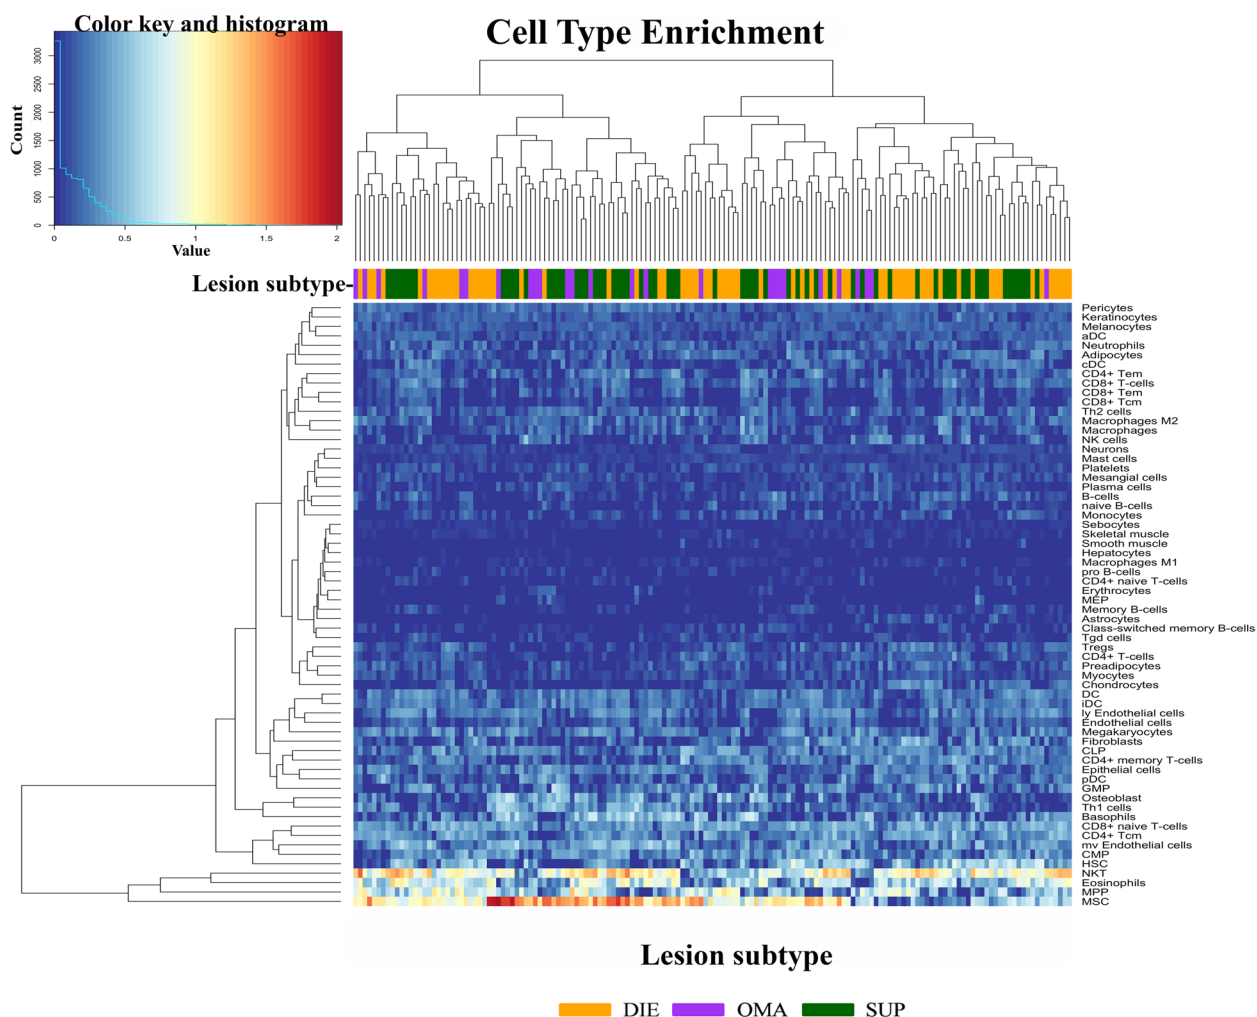 Color key and histogram
Cell Type Enrichment
Count
0
500
1000
1500
2000
2500
3000
0
0.5
1
1.5
2
Value
Lesion subtype-
Pericytes
Keratinocytes
Melanocytes
aDC
Neutrophils
Adipocytes
cDC
CD4+ Tem
CD8+ T-cells
CD8+ Tem
CD8+ Tcm
Th2 cells
Macrophages M2
Macrophages
NK cells
Neurons
Mast cells
Platelets
Mesangial cells
Plasma cells
B-cells
naive B-cells
Monocytes
Sebocytes
Skeletal muscle
Smooth muscle
Hepatocytes
Macrophages M1
pro B-cells
CD4+ naive T-cells
Erythrocytes
MEP
Memory B-cells
Astrocytes
Class-switched memory B-cells
Tgd cells
Tregs
CD4+ T-cells
Preadipocytes
Myocytes
Chondrocytes
DC
iDC
ly Endothelial cells
Endothelial cells
Megakaryocytes
Fibroblasts
CLP
CD4+ memory T-cells
Epithelial cells
pDC
GMP
Osteoblast
Th1 cells
Basophils
CD8+ naive T-cells
CD4+ Tcm
mv Endothelial cells
CMP
HSC
NKT
Eosinophils
MPP
MSC
Lesion subtype
DIE OMA SUP